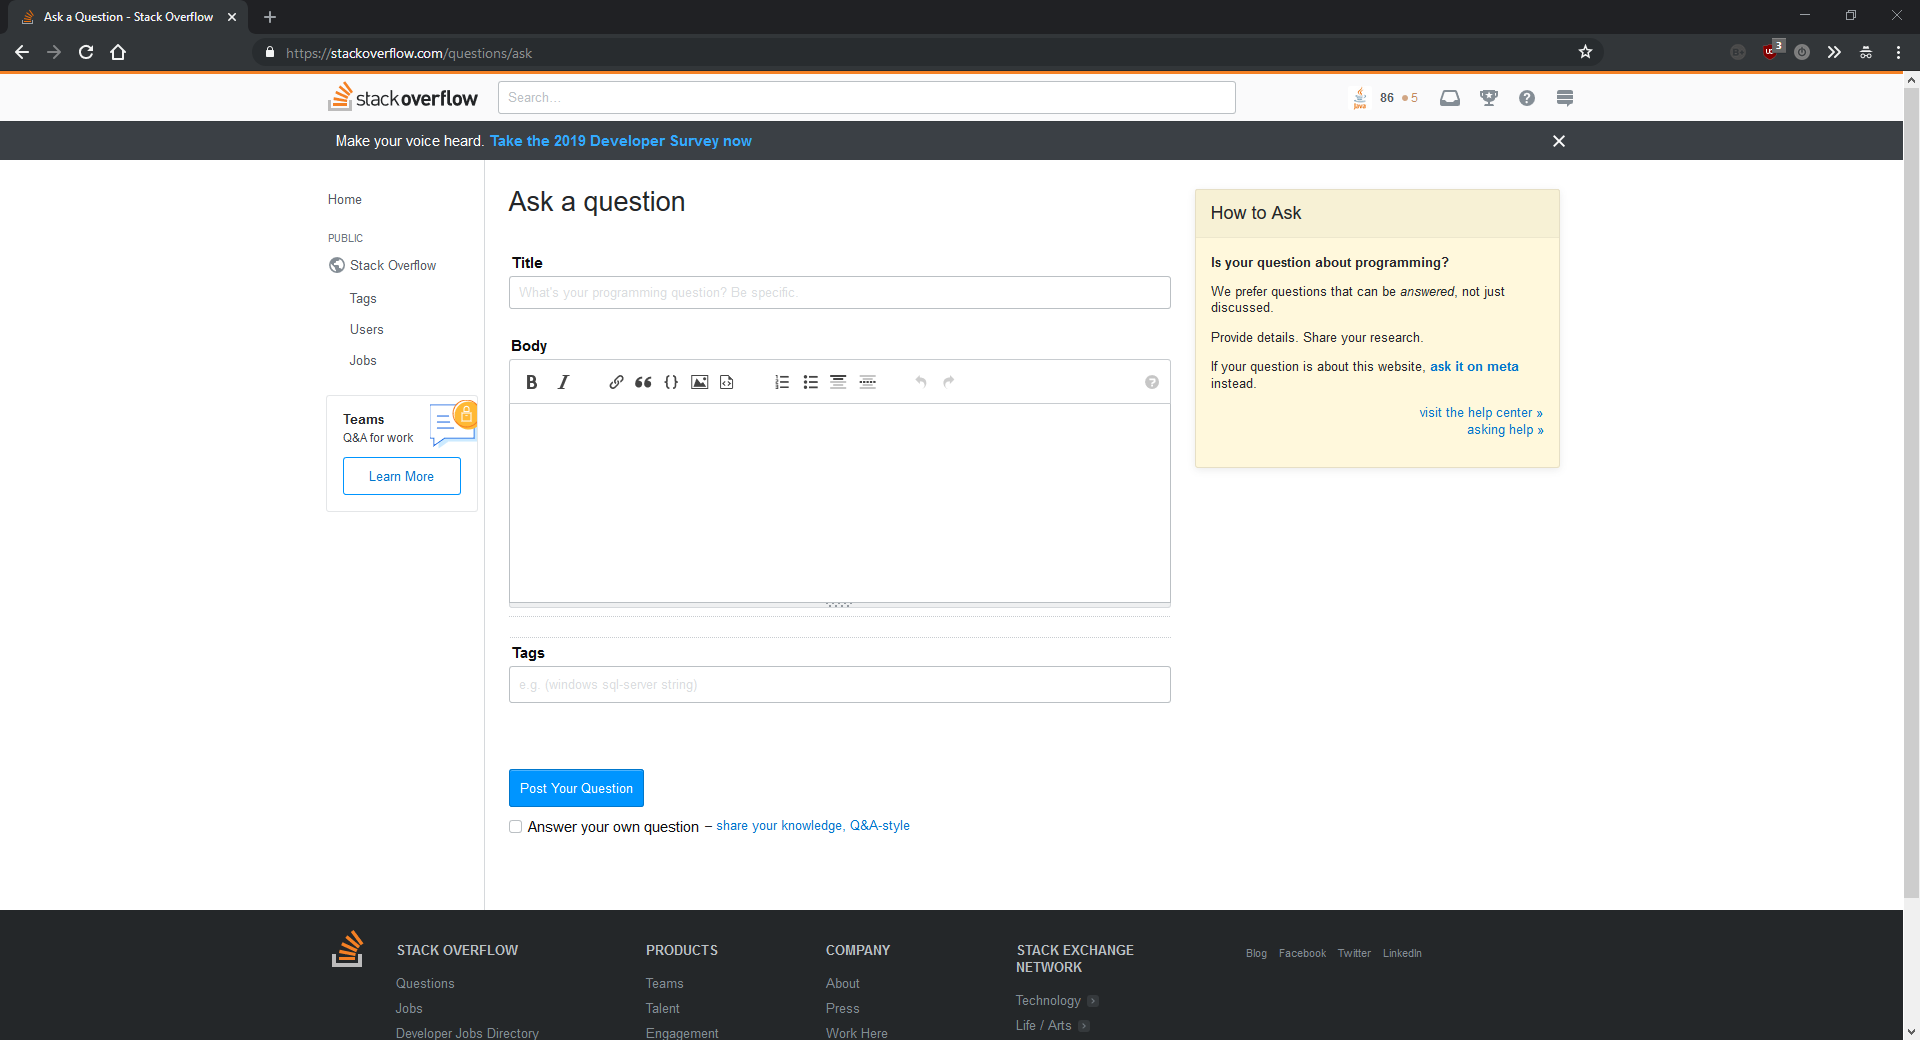 Ask a Question - Stack Overflow
https://stackoverflow.com/questions/ask
3
stackoverflow
Search...
Java
86
5
Make your voice heard. Take the 2019 Developer Survey now
Home
PUBLIC
Stack Overflow
Tags
Users
Jobs
Teams
Q&A for work
Learn More
Ask a question
Title
What's your programming question? Be specific.
Body
B I
Tags
e.g. (windows sql-server string)
Post Your Question
Answer your own question – share your knowledge, Q&A-style
How to Ask
Is your question about programming?
We prefer questions that can be answered, not just
discussed.
Provide details. Share your research.
If your question is about this website, ask it on meta
instead.
visit the help center »
asking help »
STACK OVERFLOW
Questions
Jobs
Developer Jobs Directory
PRODUCTS
Teams
Talent
Engagement
COMPANY
About
Press
Work Here
STACK EXCHANGE
NETWORK
Technology
Life / Arts
Blog Facebook Twitter LinkedIn